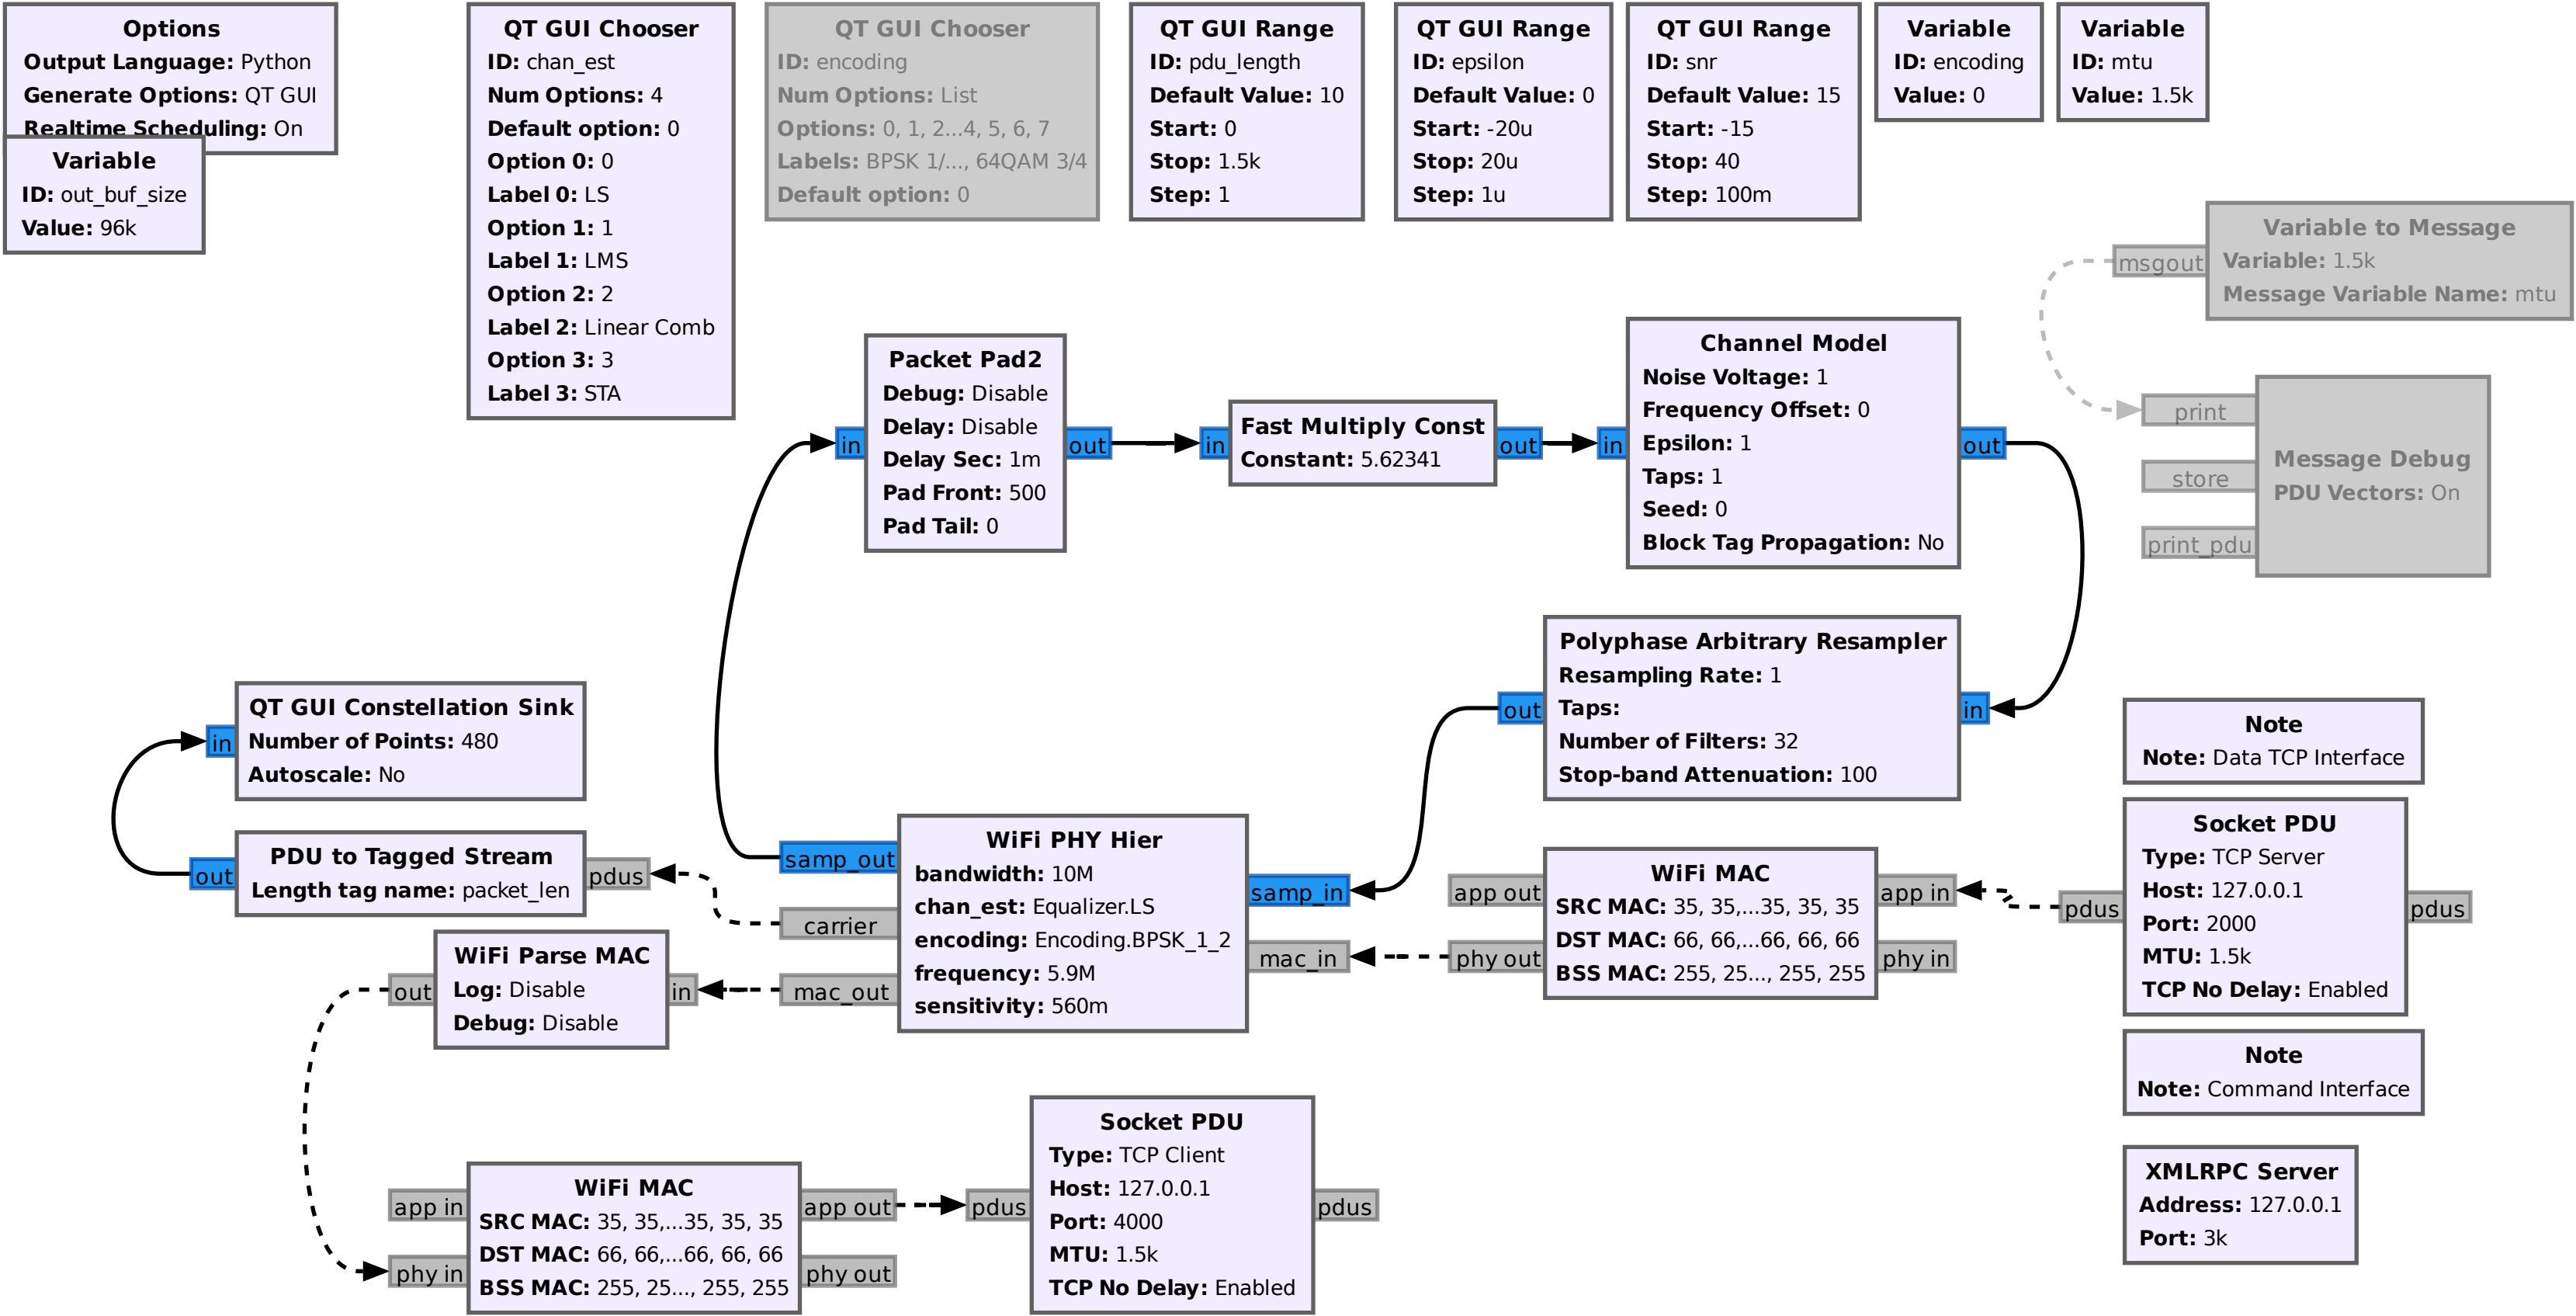 Options
Output Language: Python
Generate Options: QT GUI
Realtime Scheduling: On
Variable
ID: out_buf_size
Value: 96k
QT GUI Chooser
ID: chan_est
Num Options: 4
Default option: 0
Option 0: 0
Label 0: LS
Option 1: 1
Label 1: LMS
Option 2: 2
Label 2: Linear Comb
Option 3: 3
Label 3: STA
QT GUI Chooser
ID: encoding
Num Options: List
Options: 0, 1, 2...4, 5, 6, 7
Labels: BPSK 1/..., 64QAM 3/4
Default option: 0
QT GUI Range
ID: pdu_length
Default Value: 10
Start: 0
Stop: 1.5k
Step: 1
QT GUI Range
ID: epsilon
Default Value: 0
Start: -20u
Stop: 20u
Step: 1u
QT GUI Range
ID: snr
Default Value: 15
Start: -15
Stop: 40
Step: 100m
Variable
ID: encoding
Value: 0
Variable
ID: mtu
Value: 1.5k
msgout
Variable to Message
Variable: 1.5k
Message Variable Name: mtu
in
Packet Pad2
Debug: Disable
Delay: Disable
Delay Sec: 1m
Pad Front: 500
Pad Tail: 0
out
in
Fast Multiply Const
Constant: 5.62341
out
in
Channel Model
Noise Voltage: 1
Frequency Offset: 0
Epsilon: 1
Taps: 1
Seed: 0
Block Tag Propagation: No
out
print
store
print_pdu
Message Debug
PDU Vectors: On
out
Polyphase Arbitrary Resampler
Resampling Rate: 1
Taps:
Number of Filters: 32
Stop-band Attenuation: 100
in
in
QT GUI Constellation Sink
Number of Points: 480
Autoscale: No
out
PDU to Tagged Stream
Length tag name: packet_len
pdus
samp_out
carrier
mac_out
WiFi PHY Hier
bandwidth: 10M
chan_est: Equalizer.LS
encoding: Encoding.BPSK_1_2
frequency: 5.9M
sensitivity: 560m
samp_in
mac_in
app out
phy out
WiFi MAC
SRC MAC: 35, 35,...35, 35, 35
DST MAC: 66, 66,...66, 66, 66
BSS MAC: 255, 25..., 255, 255
app in
phy in
Note
Note: Data TCP Interface
pdus
Socket PDU
Type: TCP Server
Host: 127.0.0.1
Port: 2000
MTU: 1.5k
TCP No Delay: Enabled
pdus
out
WiFi Parse MAC
Log: Disable
Debug: Disable
in
Note
Note: Command Interface
XMLRPC Server
Address: 127.0.0.1
Port: 3k
app in
phy in
WiFi MAC
SRC MAC: 35, 35,...35, 35, 35
DST MAC: 66, 66,...66, 66, 66
BSS MAC: 255, 25..., 255, 255
app out
phy out
pdus
Socket PDU
Type: TCP Client
Host: 127.0.0.1
Port: 4000
MTU: 1.5k
TCP No Delay: Enabled
pdus